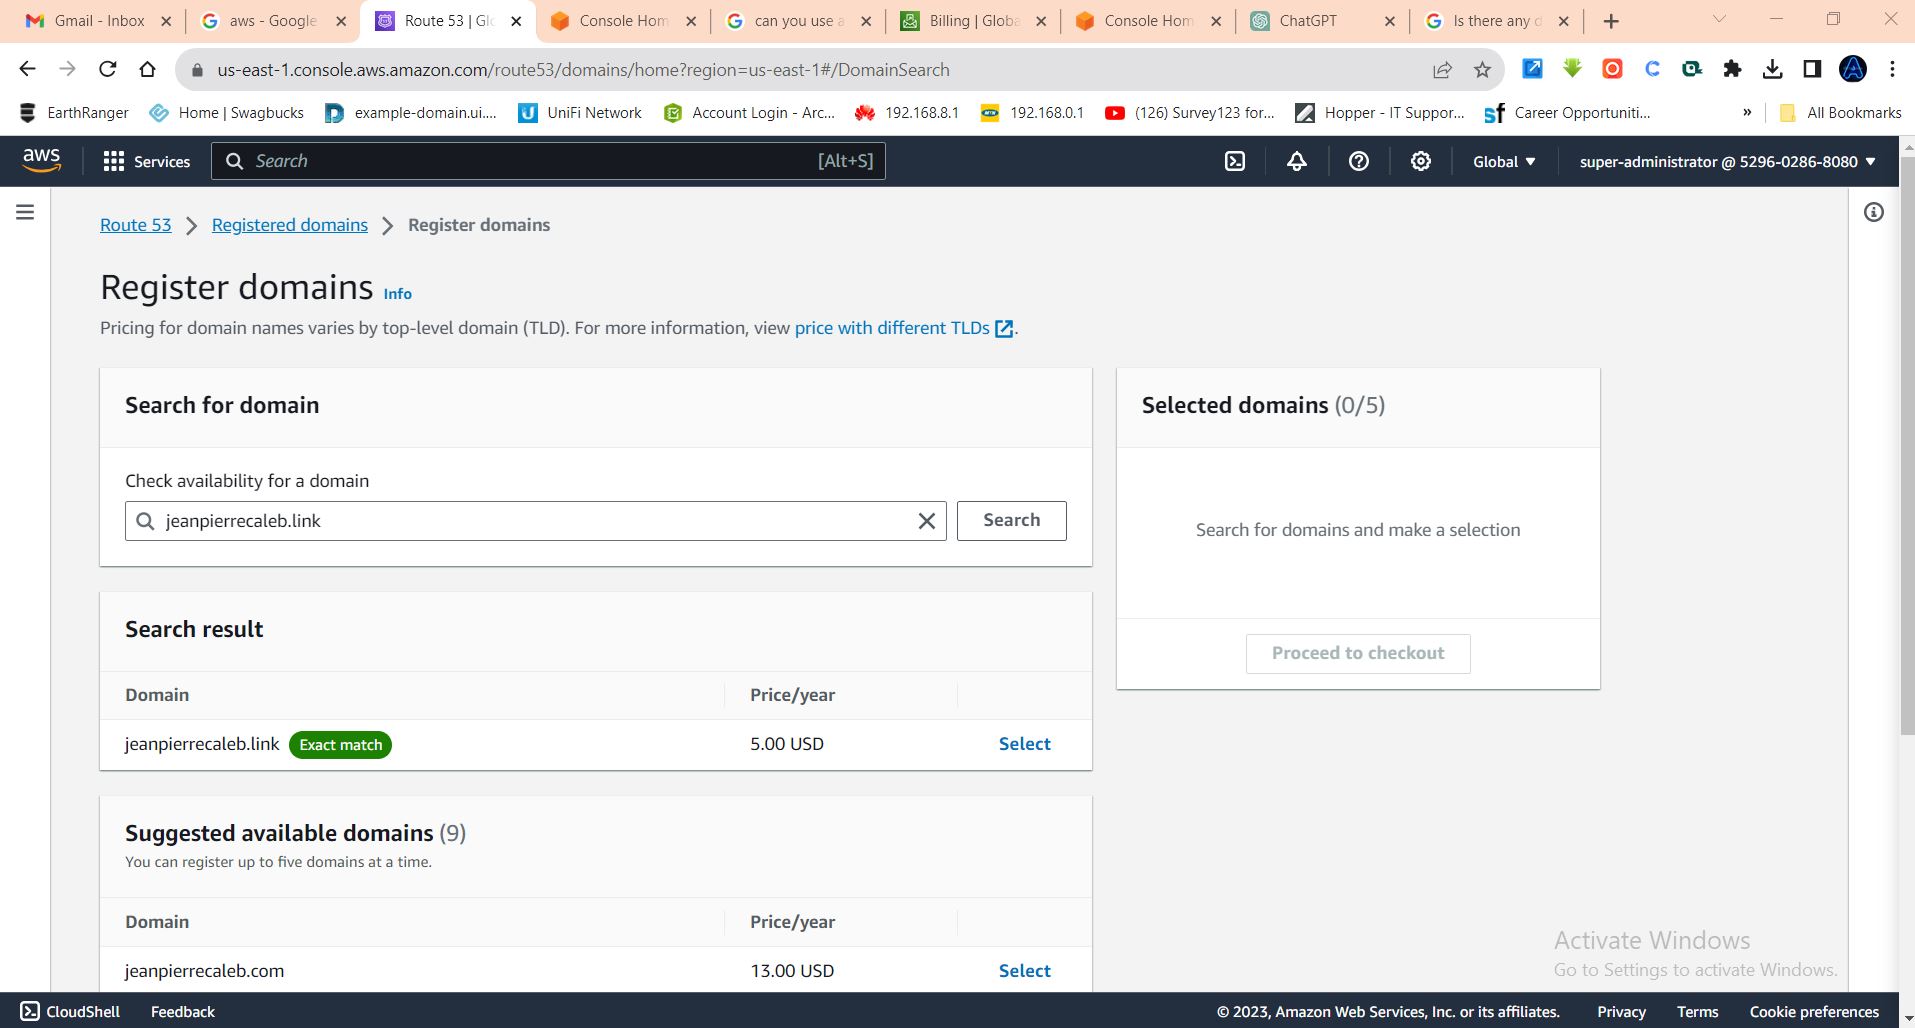 Gmail - Inbox
aws - Google
Route 53 | Glo
Console Hom
can you use a
Billing | Globa
Console Hom
ChatGPT
Is there any d
us-east-1.console.aws.amazon.com/route53/domains/home?region=us-east-1#/DomainSearch
EarthRanger
Home | Swagbucks
example-domain.ui....
UniFi Network
Account Login - Arc...
192.168.8.1
192.168.0.1
(126) Survey123 for...
Hopper - IT Suppor...
Career Opportuniti...
»
All Bookmarks
aws
Services
Search
[Alt+S]
Global
super-administrator @ 5296-0286-8080
Route 53 > Registered domains > Register domains
Register domains Info
Pricing for domain names varies by top-level domain (TLD). For more information, view price with different TLDs.
Search for domain
Check availability for a domain
jeanpierrecaleb.link
Search
Selected domains (0/5)
Search for domains and make a selection
Proceed to checkout
Search result
Domain Price/year
jeanpierrecaleb.link Exact match 5.00 USD Select
Suggested available domains (9)
You can register up to five domains at a time.
Domain Price/year
jeanpierrecaleb.com 13.00 USD Select
Activate Windows
Go to Settings to activate Windows.
CloudShell Feedback © 2023, Amazon Web Services, Inc. or its affiliates. Privacy Terms Cookie preferences